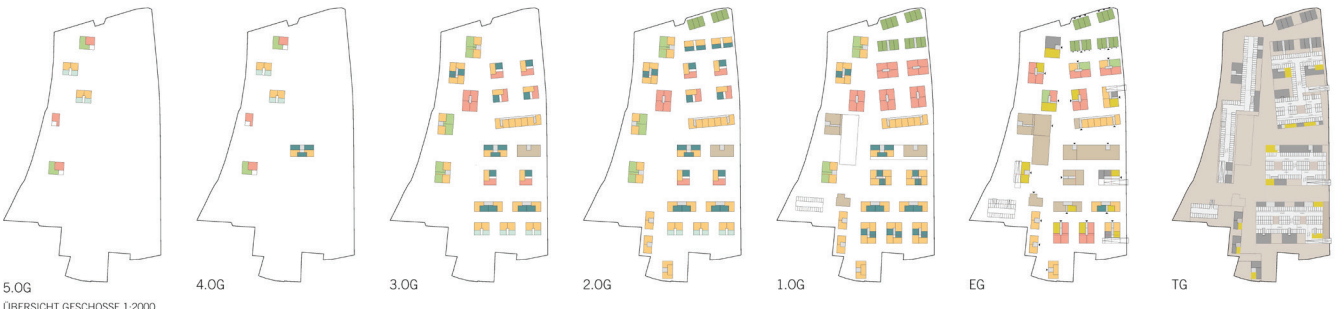 5.OG
4.OG
3.OG
2.OG
1.OG
EG
TG
ÜBERSICHT GESCHOSSE 1:2000